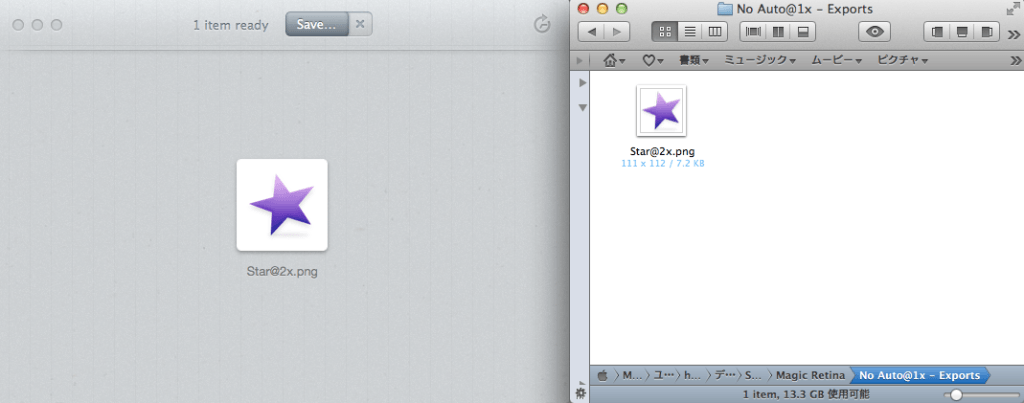 1 item ready
Save...
Star@2x.png
No Auto@1x – Exports
書類
ミュージック
ムービー
ピクチャ
Star@2x.png
111 x 112 / 7.2 KB
M... ユ… h... デ… S... Magic Retina No Auto@1x – Exports
1 item, 13.3 GB 使用可能